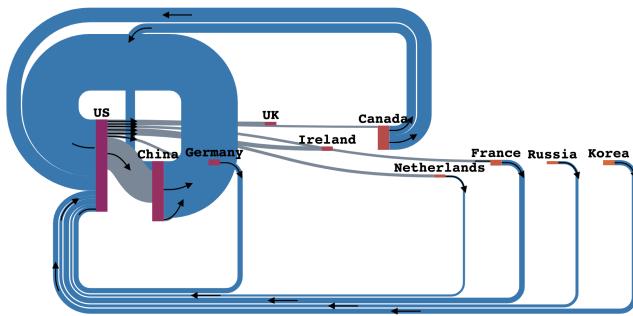 US
UK
Canada
Ireland
China
Germany
France
Russia
Korea
Netherlands